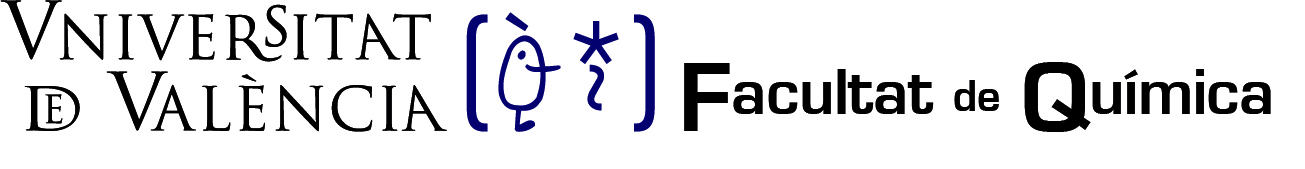 VNIVERSITAT
DE VALÈNCIA
Facultat de Química